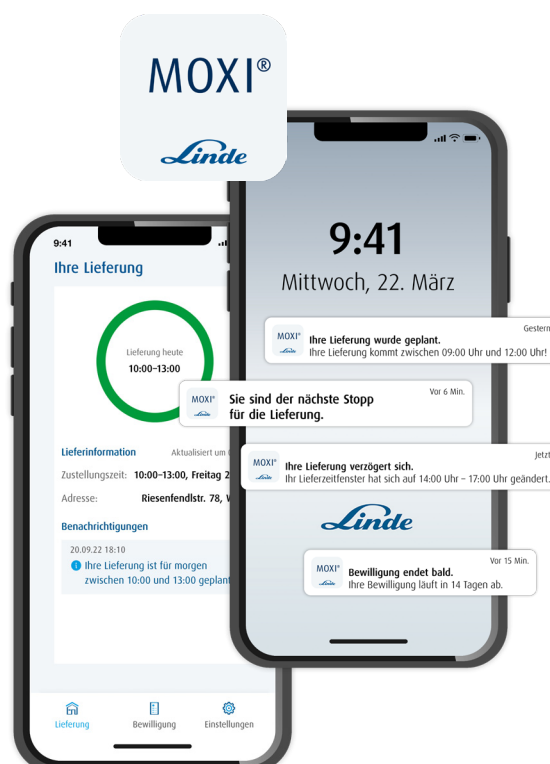 MOXI®
Linde
9:41
Mittwoch, 22. März
Gestern
MOXI®
Linde
Ihre Lieferung wurde geplant.
Ihre Lieferung kommt zwischen 09:00 Uhr und 12:00 Uhr!
Vor 6 Min.
MOXI®
Linde
Sie sind der nächste Stopp
für die Lieferung.
Jetzt
MOXI®
Linde
Ihre Lieferung verzögert sich.
Ihr Lieferzeitfenster hat sich auf 14:00 Uhr – 17:00 Uhr geändert.
Linde
Vor 15 Min.
MOXI®
Linde
Bewilligung endet bald.
Ihre Bewilligung läuft in 14 Tagen ab.
9:41
Ihre Lieferung
Lieferung heute
10:00–13:00
Lieferinformation Aktualisiert um
Zustellungszeit: 10:00–13:00, Freitag 2
Adresse: Riesenfendlstr. 78,
Benachrichtigungen
20.09.22 18:10
Ihre Lieferung ist für morgen
zwischen 10:00 und 13:00 geplant
Lieferung Bewilligung Einstellungen